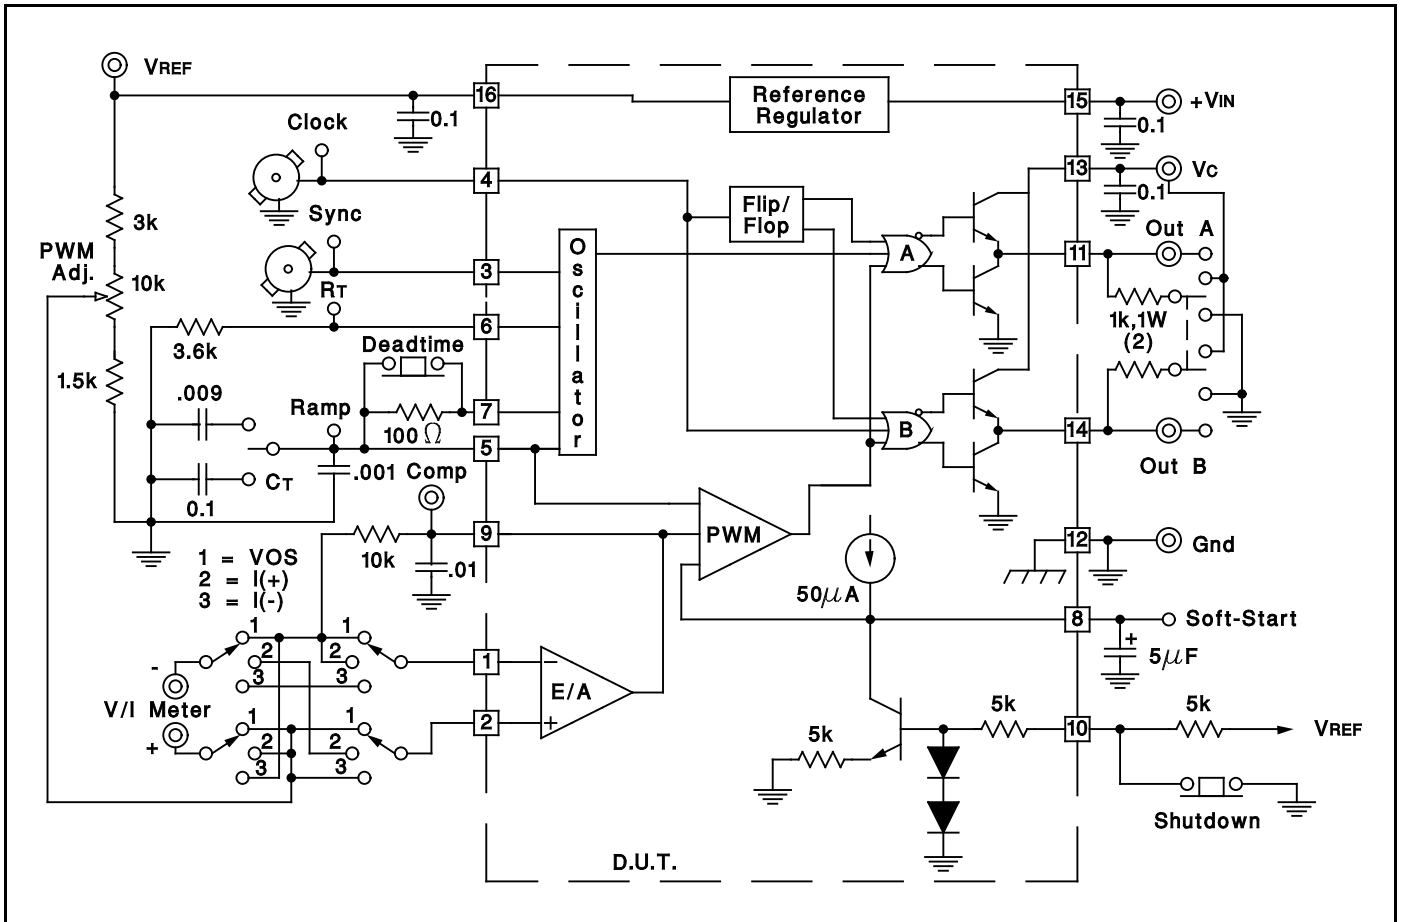 VREF
16
0.1
Reference
Regulator
15
+VIN
0.1
Clock
4
13
VC
0.1
Sync
Flip/
Flop
3k
PWM
Adj.
10k
3
Oscillator
A
11
Out A
RT
6
3.6k
1k,1W
(2)
Deadtime
1.5k
.009
Ramp
7
100 Ω
5
B
14
Out B
.001
Comp
CT
0.1
9
PWM
12
Gnd
10k
.01
1 = VOS
2 = I(+)
3 = I(-)
50μA
8
Soft-Start
+
5μF
1
1
2
2
3
3
-
1
-
E/A
V/I Meter
2
+
+
1
1
2
2
3
3
5k
5k
10
5k
VREF
Shutdown
D.U.T.